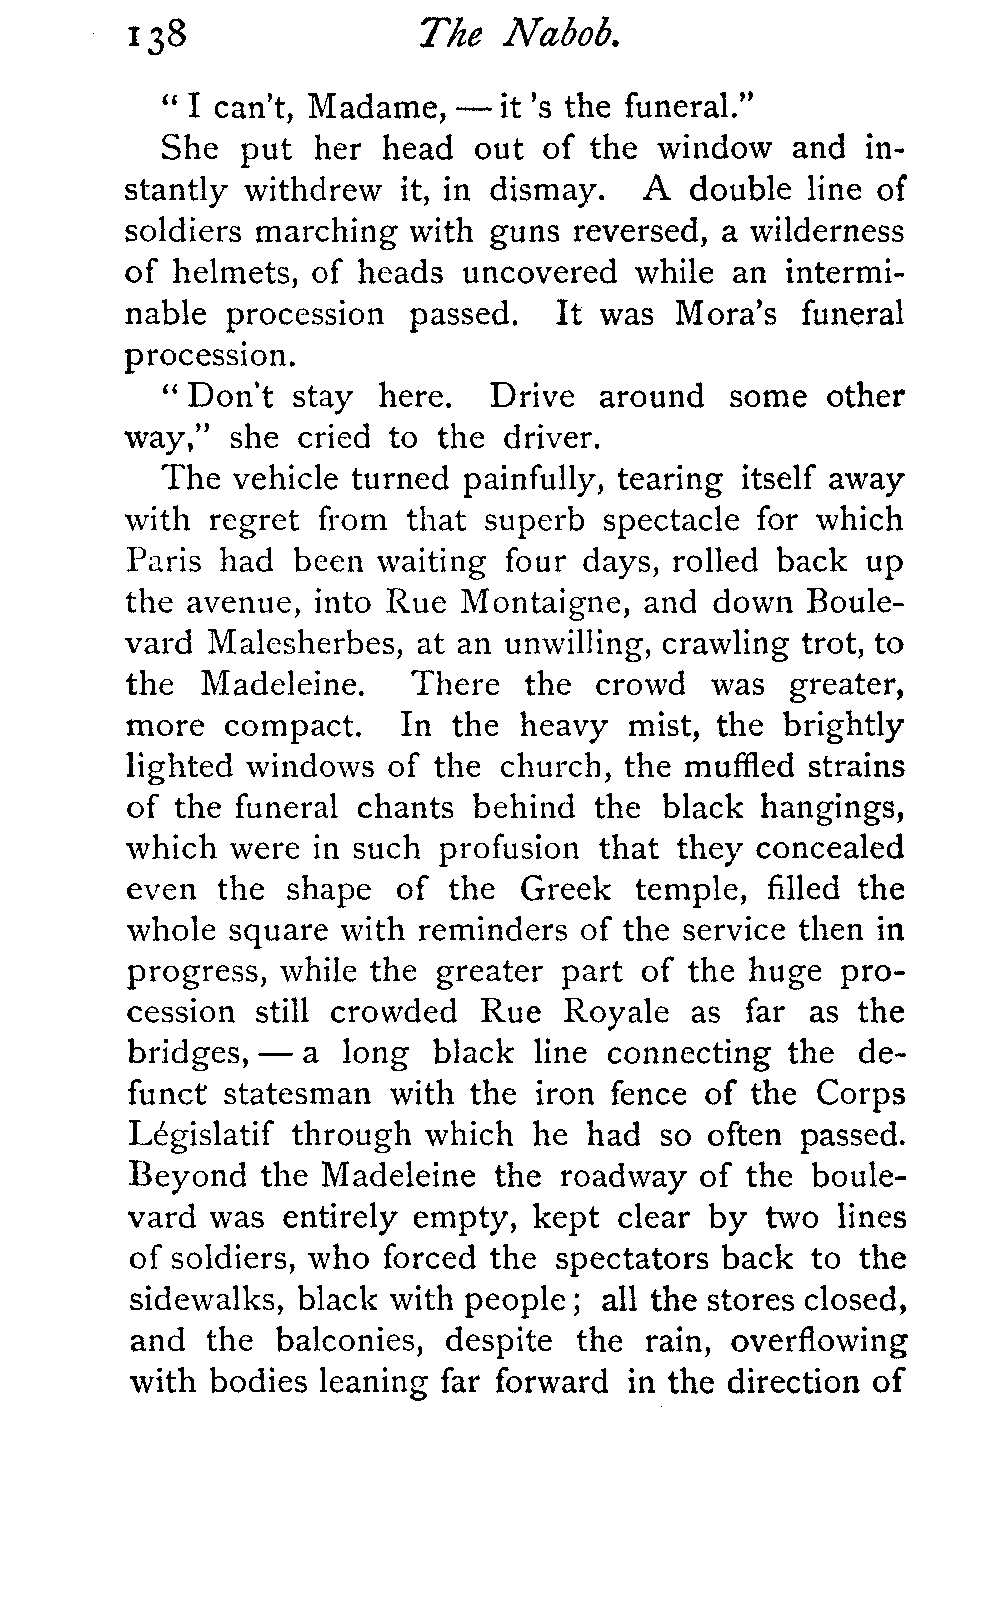 138 The Nabob.
" I can't, Madame, — it 's the funeral."
She put her head out of the window and in-
stantly withdrew it, in dismay. A double line of
soldiers marching with guns reversed, a wilderness
of helmets, of heads uncovered while an intermi-
nable procession passed. It was Mora's funeral
procession.
" Don't stay here. Drive around some other
way," she cried to the driver.
The vehicle turned painfully, tearing itself away
with regret from that superb spectacle for which
Paris had been waiting four days, rolled back up
the avenue, into Rue Montaigne, and down Boule-
vard Malesherbes, at an unwilling, crawling trot, to
the Madeleine. There the crowd was greater,
more compact. In the heavy mist, the brightly
lighted windows of the church, the muffled strains
of the funeral chants behind the black hangings,
which were in such profusion that they concealed
even the shape of the Greek temple, filled the
whole square with reminders of the service then in
progress, while the greater part of the huge pro-
cession still crowded Rue Royale as far as the
bridges, — a long black line connecting the de-
funct statesman with the iron fence of the Corps
Législatif through which he had so often passed.
Beyond the Madeleine the roadway of the boule-
vard was entirely empty, kept clear by two lines
of soldiers, who forced the spectators back to the
sidewalks, black with people ; all the stores closed,
and the balconies, despite the rain, overflowing
with bodies leaning far forward in the direction of